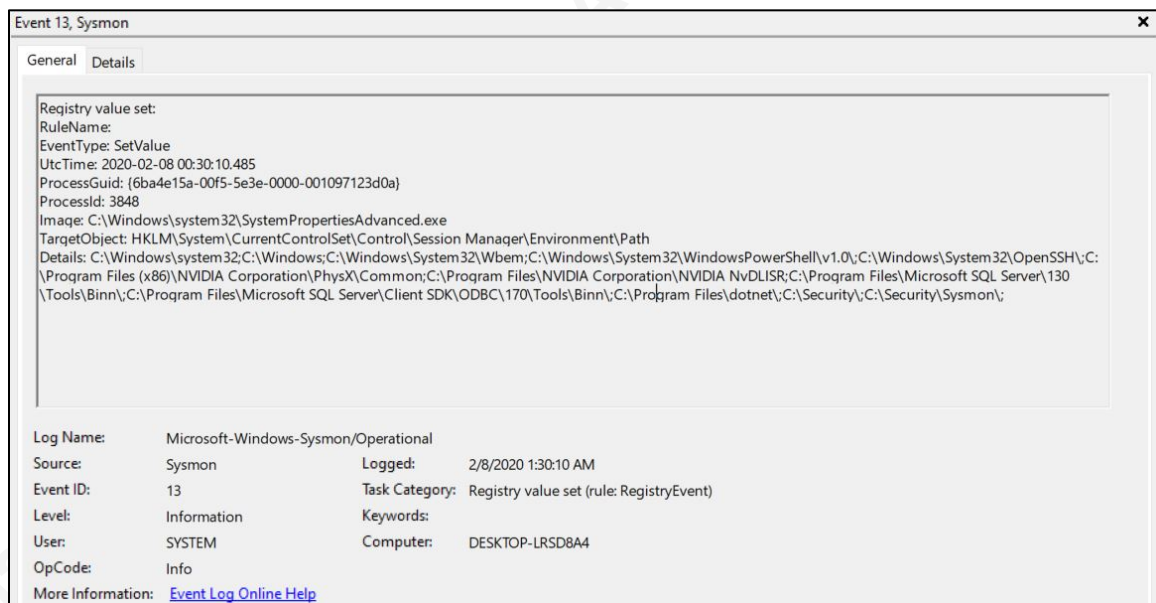 Event 13, Sysmon
General Details
Registry value set:
RuleName:
EventType: SetValue
UtcTime: 2020-02-08 00:30:10.485
ProcessGuid: {6ba4e15a-00f5-5e3e-0000-001097123d0a}
ProcessId: 3848
Image: C:\Windows\system32\SystemPropertiesAdvanced.exe
TargetObject: HKLM\System\CurrentControlSet\Control\Session Manager\Environment\Path
Details: C:\Windows\system32;C:\Windows;C:\Windows\System32\Wbem;C:\Windows\System32\WindowsPowerShell\v1.0\;C:\Windows\System32\OpenSSH\;C:
\Program Files (x86)\NVIDIA Corporation\PhysX\Common;C:\Program Files\NVIDIA Corporation\NVIDIA NvDLISR;C:\Program Files\Microsoft SQL Server\130
\Tools\Binn\;C:\Program Files\Microsoft SQL Server\Client SDK\ODBC\170\Tools\Binn\;C:\Program Files\dotnet\;C:\Security\;C:\Security\Sysmon\;
Log Name: Microsoft-Windows-Sysmon/Operational
Source: Sysmon Logged: 2/8/2020 1:30:10 AM
Event ID: 13 Task Category: Registry value set (rule: RegistryEvent)
Level: Information Keywords:
User: SYSTEM Computer: DESKTOP-LRSD8A4
OpCode: Info
More Information: Event Log Online Help